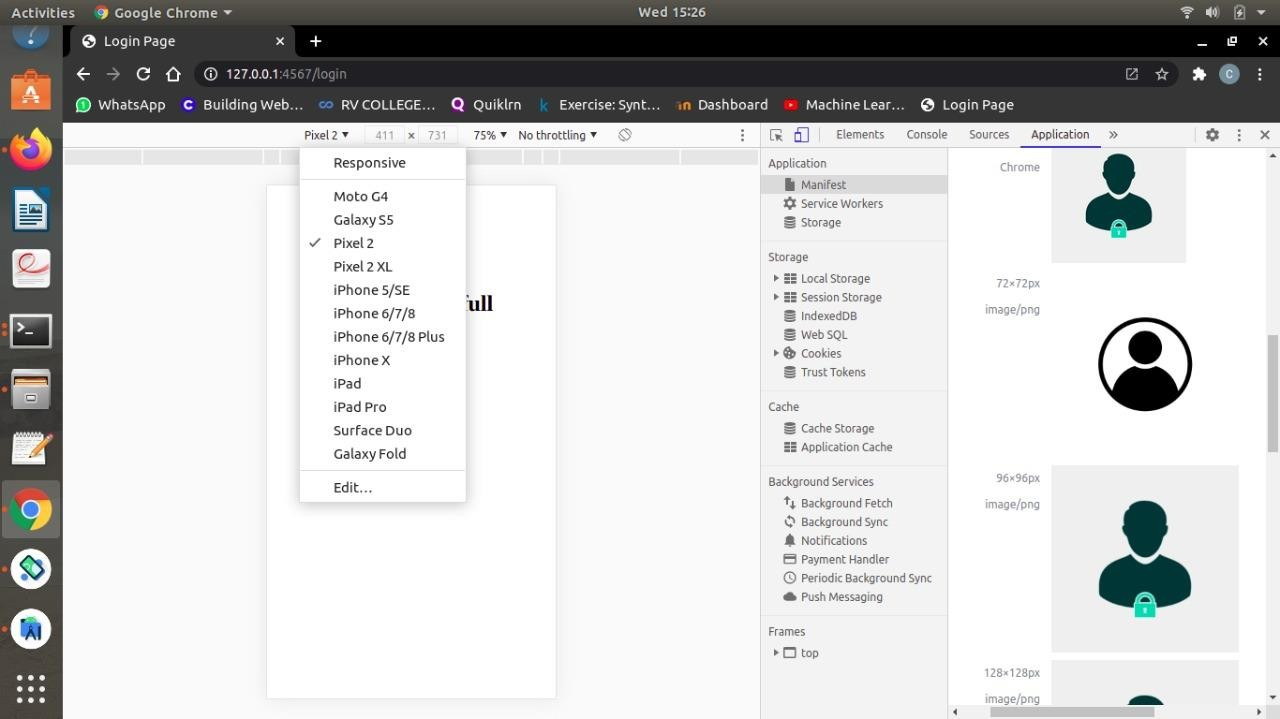 Activities
Google Chrome
Wed 15:26
Login Page
127.0.0.1:4567/login
C
WhatsApp
Building Web...
RV COLLEGE...
Quiklrn
Exercise: Synt...
Dashboard
Machine Lear...
Login Page
Pixel 2
411 x 731
75%
No throttling
Responsive
Moto G4
Galaxy S5
Pixel 2
Pixel 2 XL
iPhone 5/SE
iPhone 6/7/8
iPhone 6/7/8 Plus
iPhone X
iPad
iPad Pro
Surface Duo
Galaxy Fold
Edit...
full
Elements
Console
Sources
Application
»
Application
Manifest
Service Workers
Storage
Storage
Local Storage
Session Storage
IndexedDB
Web SQL
Cookies
Trust Tokens
Cache
Cache Storage
Application Cache
Background Services
Background Fetch
Background Sync
Notifications
Payment Handler
Periodic Background Sync
Push Messaging
Frames
top
Chrome
72×72px
image/png
96×96px
image/png
128×128px
image/png